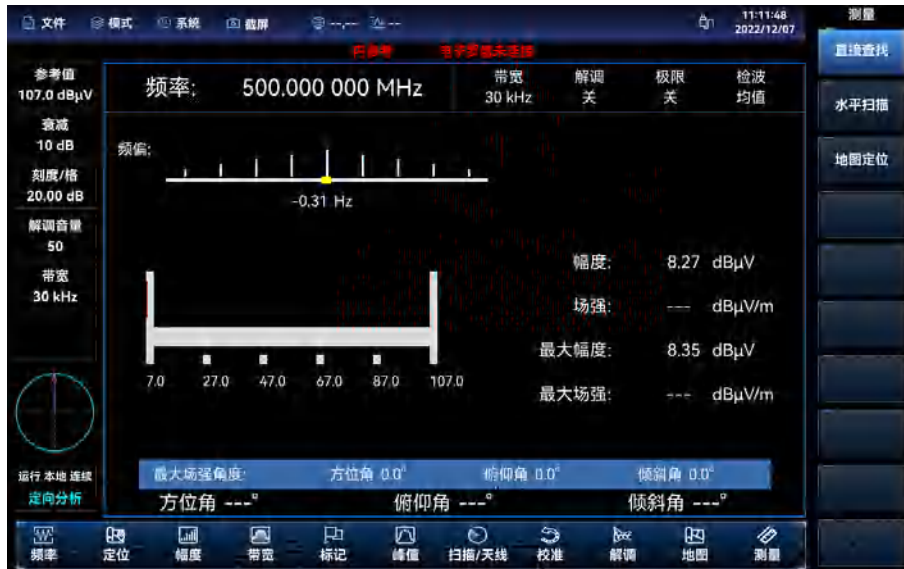 文件 模式 系统 截屏 --,-- -- 11:11:48
2022/12/07
测量
内参考 电子罗盘未连接
直接查找
水平扫描
地图定位
参考值
107.0 dBμV
衰减
10 dB
刻度/格
20.00 dB
解调音量
50
带宽
30 kHz
频率: 500.000 000 MHz
带宽 解调 极限 检波
30 kHz 关 关 均值
频偏:
-0.31 Hz
幅度: 8.27 dBμV
场强: --- dBμV/m
最大幅度: 8.35 dBμV
最大场强: --- dBμV/m
7.0 27.0 47.0 67.0 87.0 107.0
最大场强角度: 方位角 0.0° 俯仰角 0.0° 倾斜角 0.0°
方位角 ---° 俯仰角 ---° 倾斜角 ---°
运行 本地 连续
定向分析
频率 定位 幅度 带宽 标记 峰值 扫描/天线 校准 解调 地图 测量